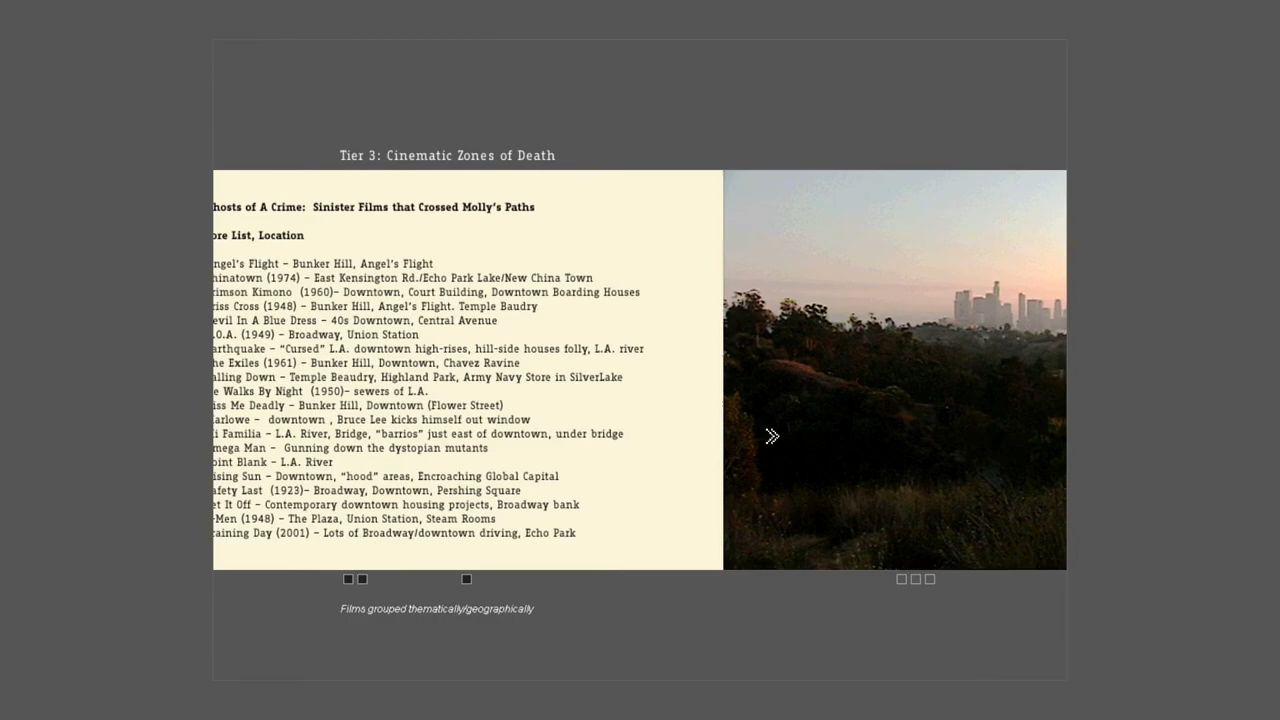 Tier 3: Cinematic Zones of Death
hosts of A Crime: Sinister Films that Crossed Molly's Paths
ore List, Location
ngel's Flight – Bunker Hill, Angel's Flight
hinatown (1974) – East Kensington Rd./Echo Park Lake/New China Town
rimson Kimono (1960)– Downtown, Court Building, Downtown Boarding Houses
riss Cross (1948) – Bunker Hill, Angel's Flight. Temple Baudry
evil In A Blue Dress – 40s Downtown, Central Avenue
.O.A. (1949) – Broadway, Union Station
arthquake – “Cursed” L.A. downtown high-rises, hill-side houses folly, L.A. river
he Exiles (1961) – Bunker Hill, Downtown, Chavez Ravine
alling Down – Temple Beaudry, Highland Park, Army Navy Store in SilverLake
e Walks By Night (1950)– sewers of L.A.
iss Me Deadly – Bunker Hill, Downtown (Flower Street)
arlowe – downtown , Bruce Lee kicks himself out window
i Familia – L.A. River, Bridge, “barrios” just east of downtown, under bridge
mega Man – Gunning down the dystopian mutants
oint Blank – L.A. River
ising Sun – Downtown, “hood” areas, Encroaching Global Capital
afety Last (1923)– Broadway, Downtown, Pershing Square
et It Off – Contemporary downtown housing projects, Broadway bank
-Men (1948) – The Plaza, Union Station, Steam Rooms
raining Day (2001) – Lots of Broadway/downtown driving, Echo Park
Films grouped thematically/geographically